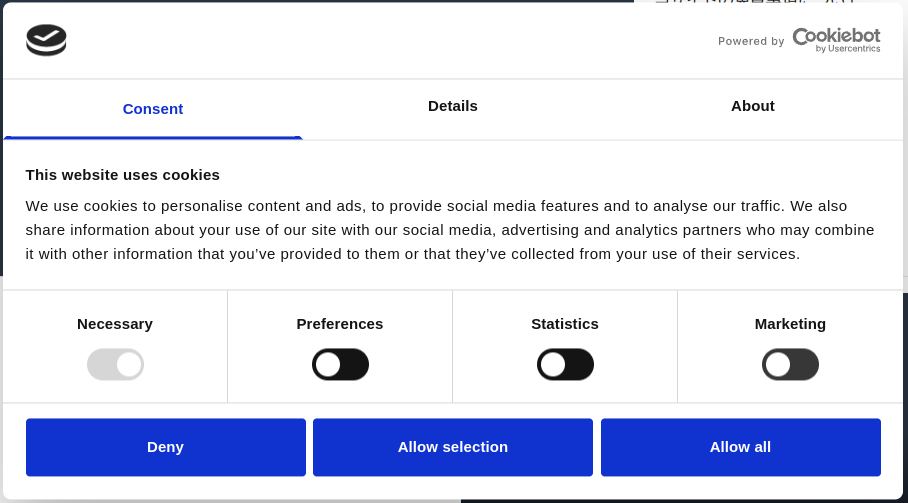 Powered by Cookiebot
by Usercentrics
Consent Details About
This website uses cookies
We use cookies to personalise content and ads, to provide social media features and to analyse our traffic. We also
share information about your use of our site with our social media, advertising and analytics partners who may combine
it with other information that you’ve provided to them or that they’ve collected from your use of their services.
Necessary Preferences Statistics Marketing
Deny Allow selection Allow all